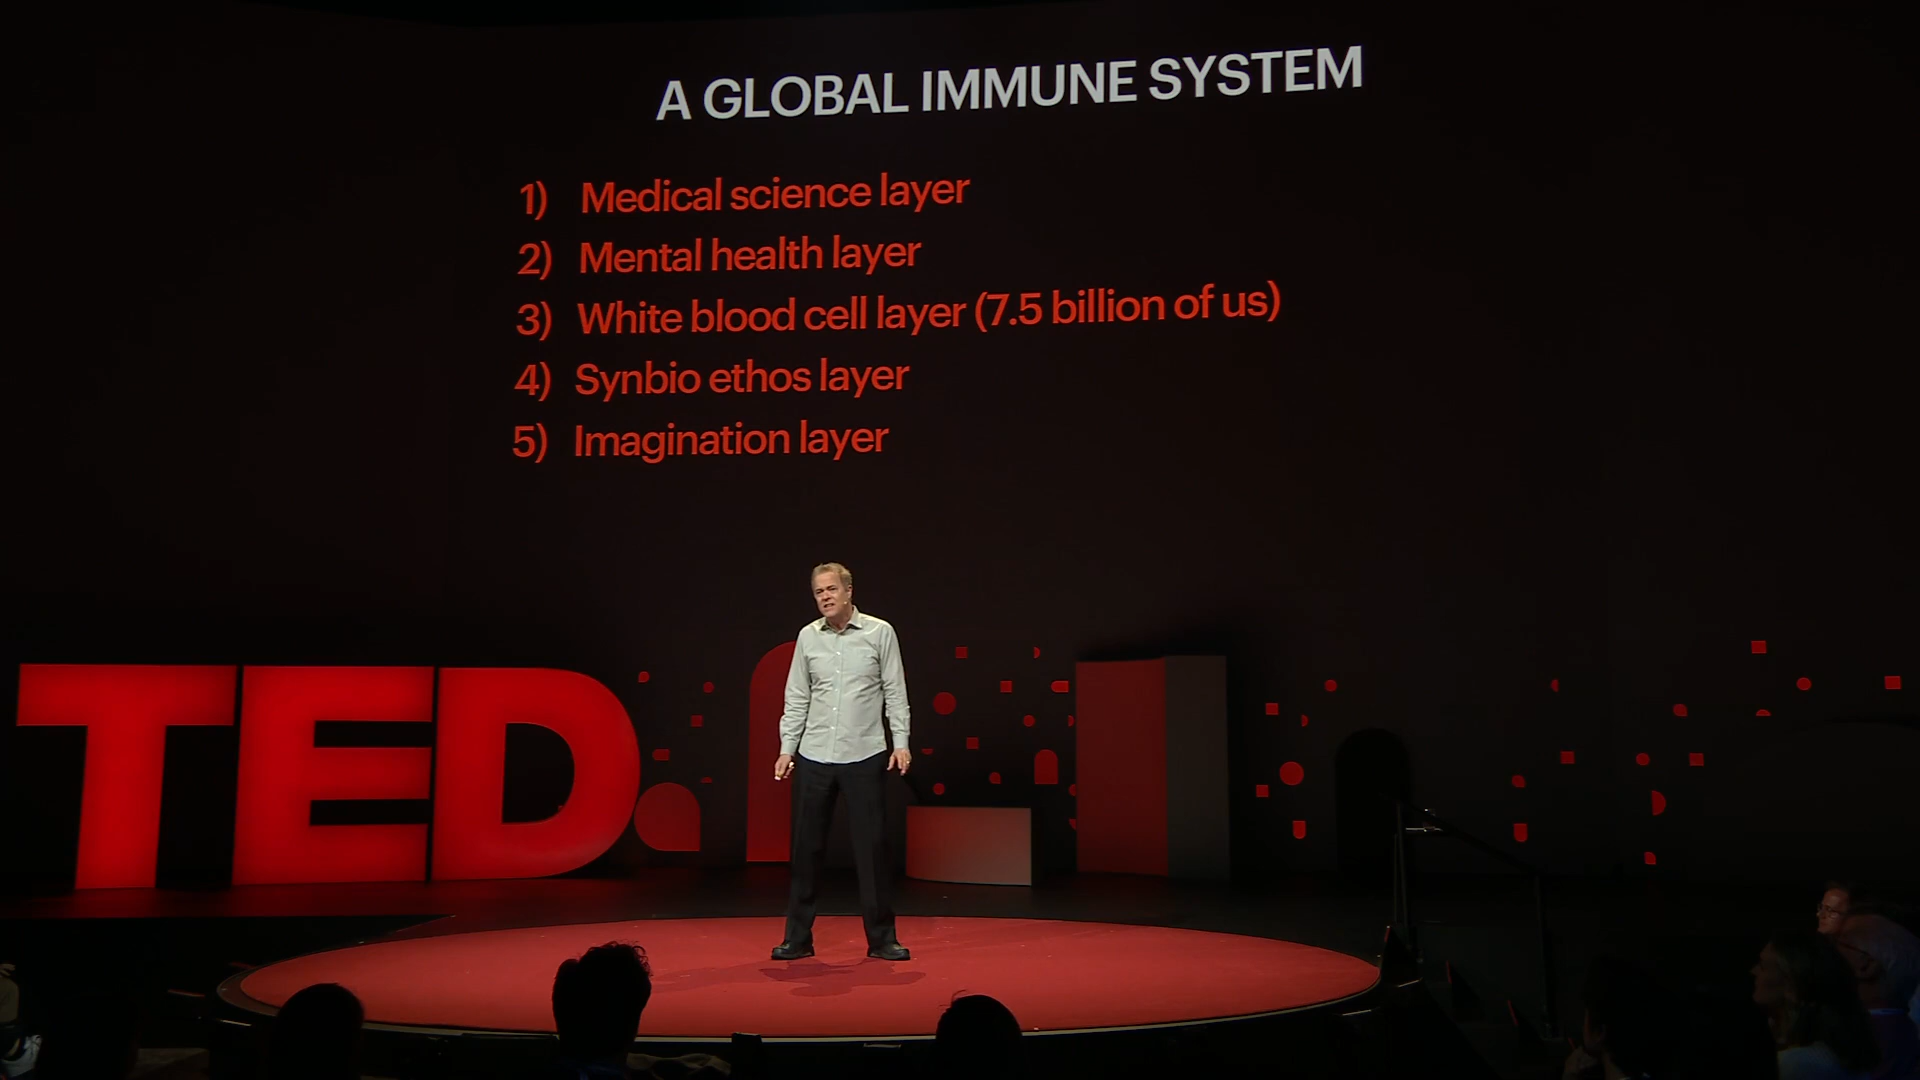 A GLOBAL IMMUNE SYSTEM
1) Medical science layer
2) Mental health layer
3) White blood cell layer (7.5 billion of us)
4) Synbio ethos layer
5) Imagination layer
TED